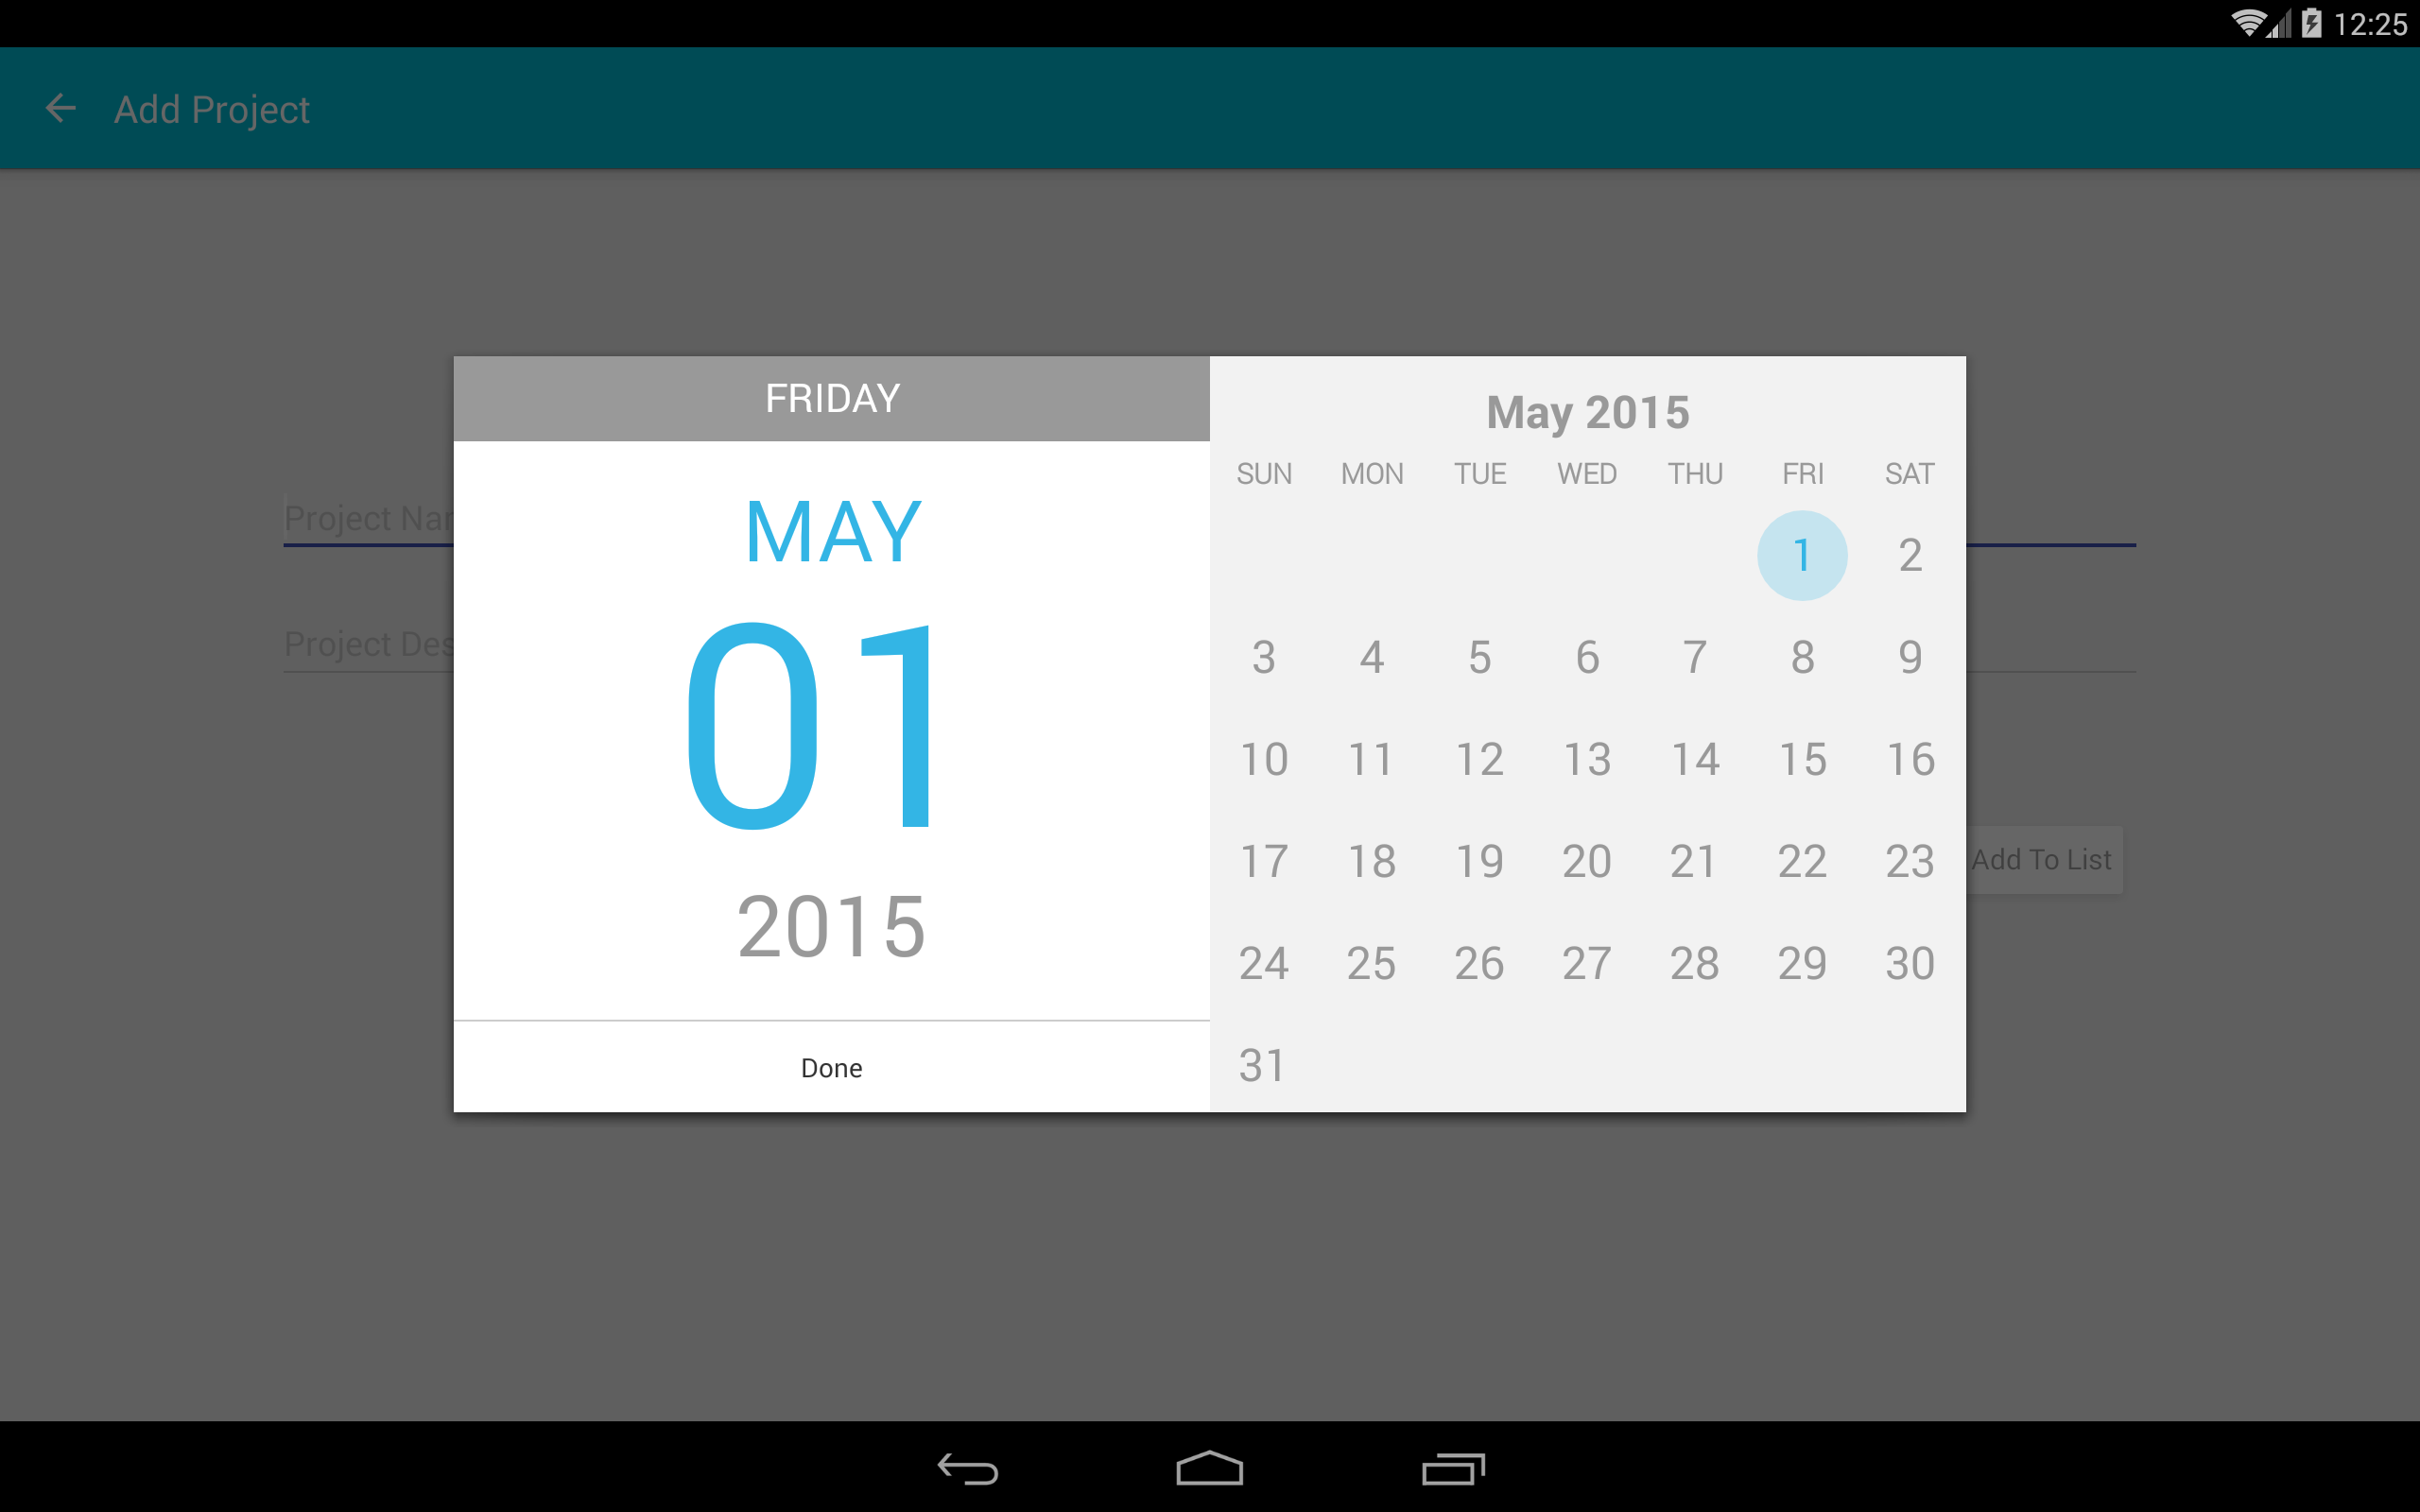 12:25
Add Project
FRIDAY
MAY
01
2015
Done
May 2015
SUN MON TUE WED THU FRI SAT
1 2
3 4 5 6 7 8 9
10 11 12 13 14 15 16
17 18 19 20 21 22 23
24 25 26 27 28 29 30
31
Project
Project
Add To List